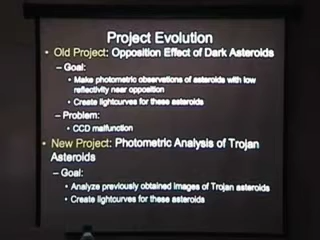 Project Evolution
• Old Project: Opposition Effect of Dark Asteroids
– Goal:
• Make photometric observations of asteroids with low
reflectivity near opposition
• Create lightcurves for these asteroids
– Problem:
• CCD malfunction
• New Project: Photometric Analysis of Trojan
Asteroids
– Goal:
• Analyze previously obtained images of Trojan asteroids
• Create lightcurves for these asteroids